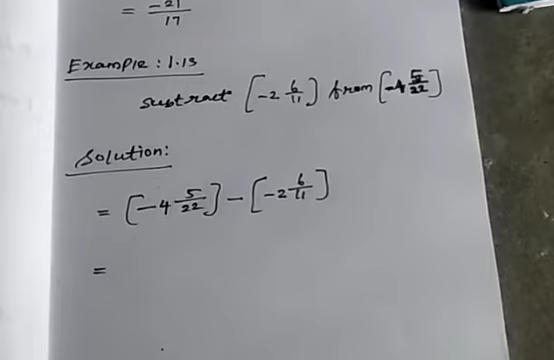 = -21/17
Example: 1.13
subtract [-2 6/11] from [-4 5/22]
Solution:
= [-4 5/22] - [-2 6/11]
=